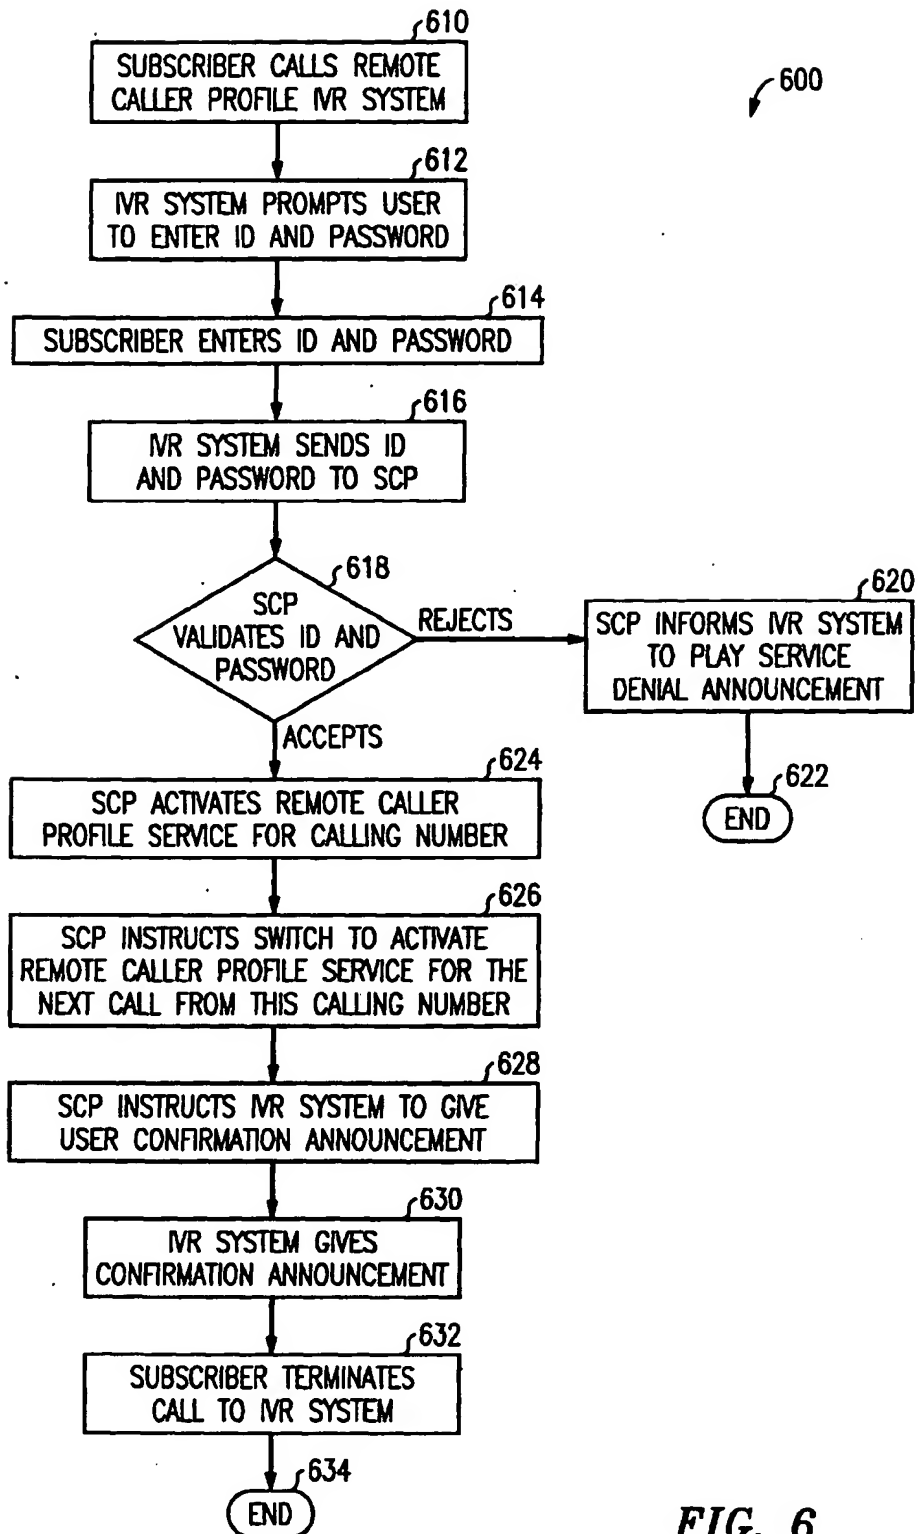 610
SUBSCRIBER CALLS REMOTE
CALLER PROFILE IVR SYSTEM
600
612
IVR SYSTEM PROMPTS USER
TO ENTER ID AND PASSWORD
614
SUBSCRIBER ENTERS ID AND PASSWORD
616
IVR SYSTEM SENDS ID
AND PASSWORD TO SCP
618
SCP
VALIDATES ID AND
PASSWORD
REJECTS
620
SCP INFORMS IVR SYSTEM
TO PLAY SERVICE
DENIAL ANNOUNCEMENT
622
END
ACCEPTS
624
SCP ACTIVATES REMOTE CALLER
PROFILE SERVICE FOR CALLING NUMBER
626
SCP INSTRUCTS SWITCH TO ACTIVATE
REMOTE CALLER PROFILE SERVICE FOR THE
NEXT CALL FROM THIS CALLING NUMBER
628
SCP INSTRUCTS IVR SYSTEM TO GIVE
USER CONFIRMATION ANNOUNCEMENT
630
IVR SYSTEM GIVES
CONFIRMATION ANNOUNCEMENT
632
SUBSCRIBER TERMINATES
CALL TO IVR SYSTEM
634
END
FIG. 6